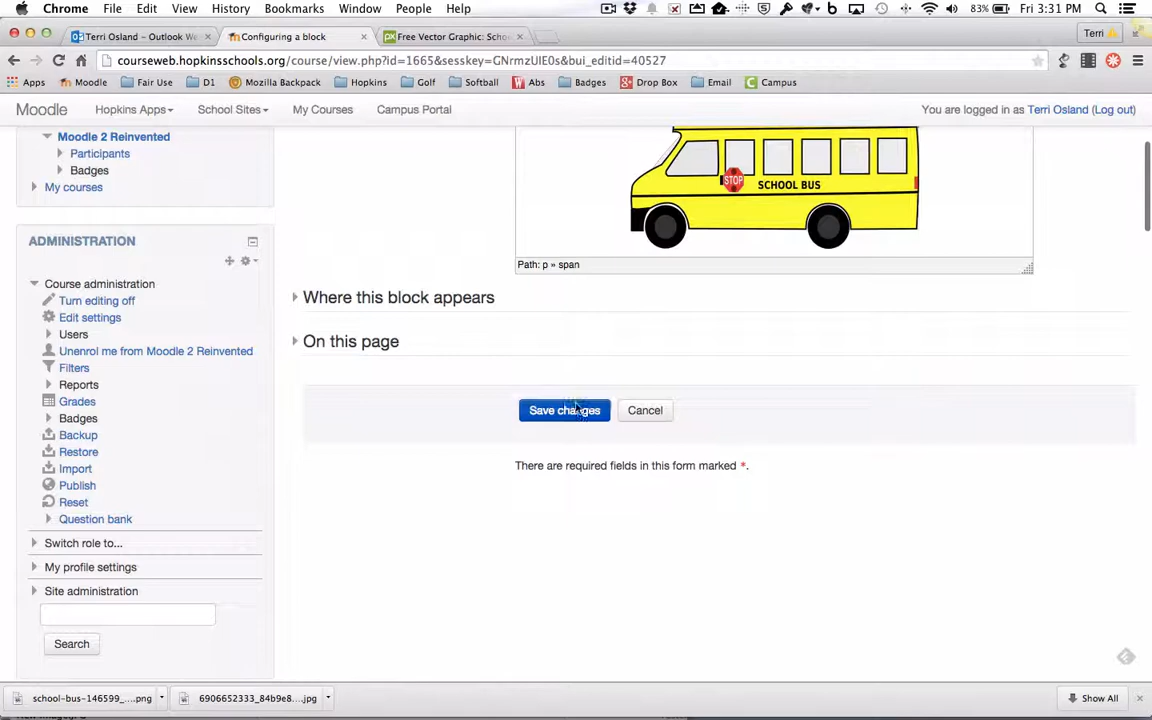 Chrome File Edit View History Bookmarks Window People Help 83% Fri 3:31 PM
Terri Osland – Outlook We
Configuring a block
Free Vector Graphic: Scho
Terri
coursweb.hopkinsschools.org/course/view.php?id=1665&sesskey=GNrmzUIE0s&bui_editid=40527
Apps Moodle Fair Use D1 Mozilla Backpack Hopkins Golf Softball Abs Badges Drop Box Email Campus
Moodle Hopkins Apps School Sites My Courses Campus Portal You are logged in as Terri Osland (Log out)
Moodle 2 Reinvented
Participants
Badges
My courses
STOP
SCHOOL BUS
Path: p » span
ADMINISTRATION
Course administration
Turn editing off
Edit settings
Users
Unenrol me from Moodle 2 Reinvented
Filters
Reports
Grades
Badges
Backup
Restore
Import
Publish
Reset
Question bank
Switch role to...
My profile settings
Site administration
Search
Where this block appears
On this page
Save changes Cancel
There are required fields in this form marked *.
school-bus-146599_....png
6906652333_84b9e8....jpg
Show All